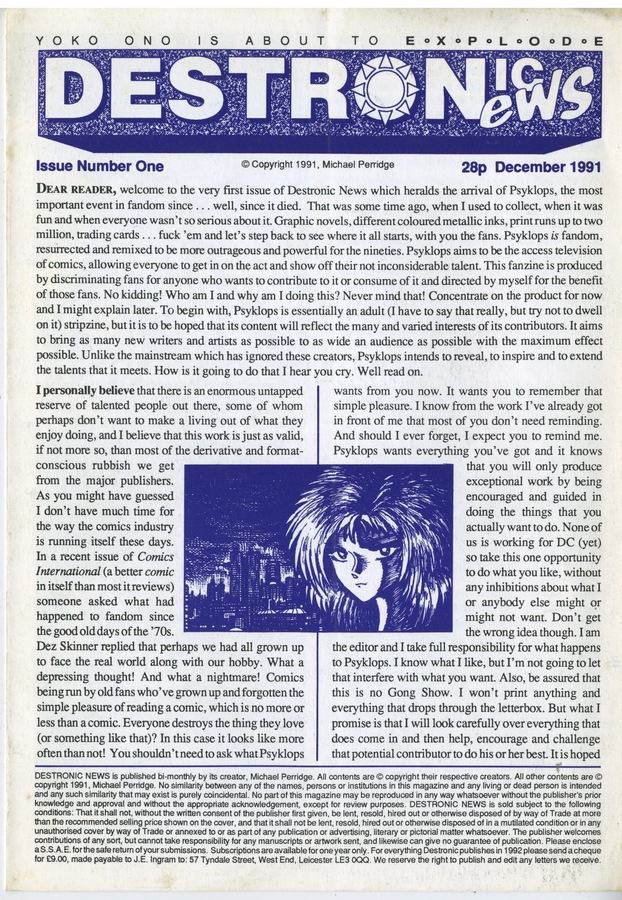 YOKO ONO IS ABOUT TO E•X•P•L•O•D•E
DESTRONIC News
Issue Number One
© Copyright 1991, Michael Perridge
28p December 1991
DEAR READER, welcome to the very first issue of Destronic News which heralds the arrival of Psyklops, the most
important event in fandom since . . . well, since it died. That was some time ago, when I used to collect, when it was
fun and when everyone wasn't so serious about it. Graphic novels, different coloured metallic inks, print runs up to two
million, trading cards . . . fuck 'em and let's step back to see where it all starts, with you the fans. Psyklops is fandom,
resurrected and remixed to be more outrageous and powerful for the nineties. Psyklops aims to be the access television
of comics, allowing everyone to get in on the act and show off their not inconsiderable talent. This fanzine is produced
by discriminating fans for anyone who wants to contribute to it or consume of it and directed by myself for the benefit
of those fans. No kidding! Who am I and why am I doing this? Never mind that! Concentrate on the product for now
and I might explain later. To begin with, Psyklops is essentially an adult (I have to say that really, but try not to dwell
on it) stripzine, but it is to be hoped that its content will reflect the many and varied interests of its contributors. It aims
to bring as many new writers and artists as possible to as wide an audience as possible with the maximum effect
possible. Unlike the mainstream which has ignored these creators, Psyklops intends to reveal, to inspire and to extend
the talents that it meets. How is it going to do that I hear you cry. Well read on.
I personally believe that there is an enormous untapped
reserve of talented people out there, some of whom
perhaps don't want to make a living out of what they
enjoy doing, and I believe that this work is just as valid,
if not more so, than most of the derivative and format-
conscious rubbish we get
from the major publishers.
As you might have guessed
I don't have much time for
the way the comics industry
is running itself these days.
In a recent issue of Comics
International (a better comic
in itself than most it reviews)
someone asked what had
happened to fandom since
the good old days of the '70s.
Dez Skinner replied that perhaps we had all grown up
to face the real world along with our hobby. What a
depressing thought! And what a nightmare! Comics
being run by old fans who've grown up and forgotten the
simple pleasure of reading a comic, which is no more or
less than a comic. Everyone destroys the thing they love
(or something like that)? In this case it looks like more
often than not! You shouldn't need to ask what Psyklops
wants from you now. It wants you to remember that
simple pleasure. I know from the work I've already got
in front of me that most of you don't need reminding.
And should I ever forget, I expect you to remind me.
Psyklops wants everything you've got and it knows
that you will only produce
exceptional work by being
encouraged and guided in
doing the things that you
actually want to do. None of
us is working for DC (yet)
so take this one opportunity
to do what you like, without
any inhibitions about what I
or anybody else might or
might not want. Don't get
the wrong idea though. I am
the editor and I take full responsibility for what happens
to Psyklops. I know what I like, but I'm not going to let
that interfere with what you want. Also, be assured that
this is no Gong Show. I won't print anything and
everything that drops through the letterbox. But what I
promise is that I will look carefully over everything that
does come in and then help, encourage and challenge
that potential contributor to do his or her best. It is hoped
DESTRONIC NEWS is published bi-monthly by its creator, Michael Perridge. All contents are © copyright their respective creators. All other contents are ©
copyright 1991, Michael Perridge. No similarity between any of the names, persons or institutions in this magazine and any living or dead person is intended
and any such similarity that may exist is purely coincidental. No part of this magazine may be reproduced in any way whatsoever without the publisher's prior
knowledge and approval and without the appropriate acknowledgement, except for review purposes. DESTRONIC NEWS is sold subject to the following
conditions: That it shall not, without the written consent of the publisher first given, be lent, resold, hired out or otherwise disposed of by way of Trade at more
than the recommended selling price shown on the cover, and that it shall not be lent, resold, hired out or otherwise disposed of in a mutilated condition or in any
unauthorised cover by way of Trade or annexed to or as part of any publication or advertising, literary or pictorial matter whatsoever. The publisher welcomes
contributions of any sort, but cannot take responsibility for any manuscripts or artwork sent, and likewise can give no guarantee of publication. Please enclose
a S.S.A.E. for the safe return of your submissions. Subscriptions are available for one year only. For everything Destronic publishes in 1992 please send a cheque
for £9.00, made payable to J.E. Ingram to: 57 Tyndale Street, West End, Leicester LE3 0QQ. We reserve the right to publish and edit any letters we receive.